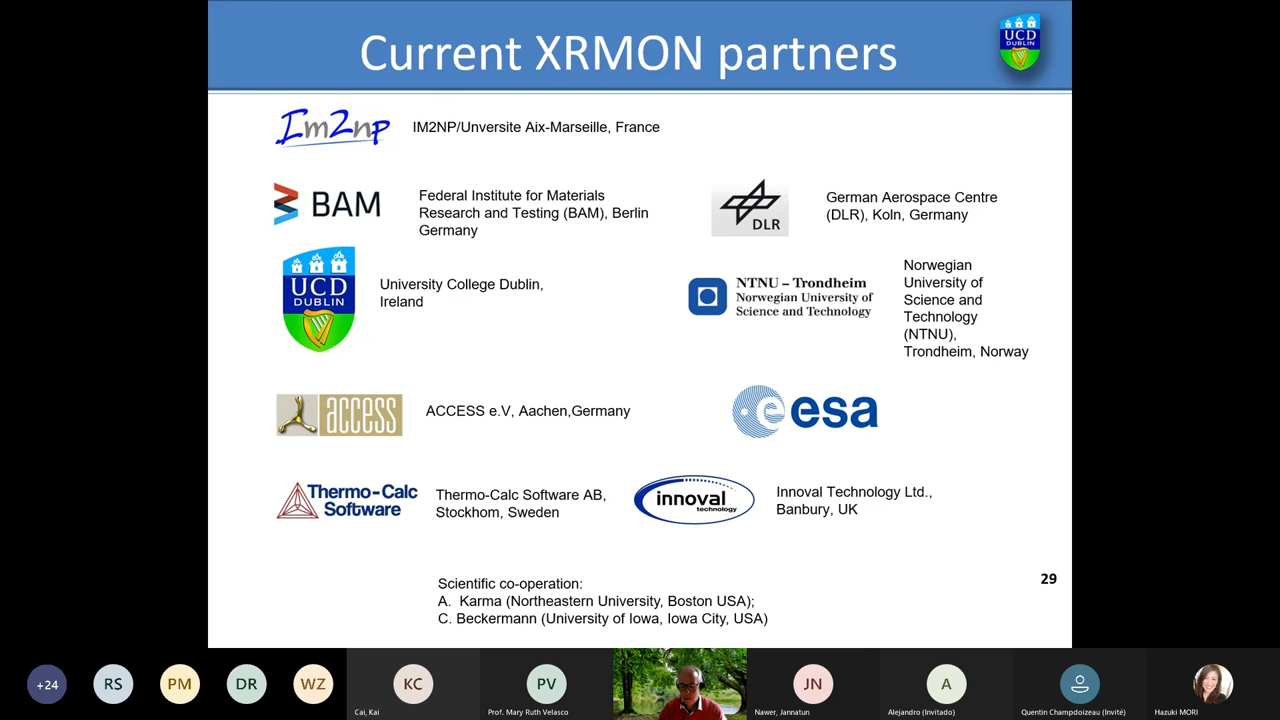 Current XRMON partners
UCD
DUBLIN
Im2np
IM2NP/Unversite Aix-Marseille, France
BAM
Federal Institute for Materials
Research and Testing (BAM), Berlin
Germany
DLR
German Aerospace Centre
(DLR), Koln, Germany
UCD
DUBLIN
University College Dublin,
Ireland
NTNU – Trondheim
Norwegian University of
Science and Technology
Norwegian
University of
Science and
Technology
(NTNU),
Trondheim, Norway
access
ACCESS e.V, Aachen,Germany
esa
Thermo-Calc
Software
Thermo-Calc Software AB,
Stockhom, Sweden
innoval
technology
Innoval Technology Ltd.,
Banbury, UK
29
Scientific co-operation:
A. Karma (Northeastern University, Boston USA);
C. Beckermann (University of Iowa, Iowa City, USA)
+24
RS
PM
DR
WZ
KC
PV
JN
A
Cai, Kai
Prof. Mary Ruth Velasco
Nawer, Jannatun
Alejandro (Invitado)
Quentin Champdoizeau (Invité)
Hazuki MORI